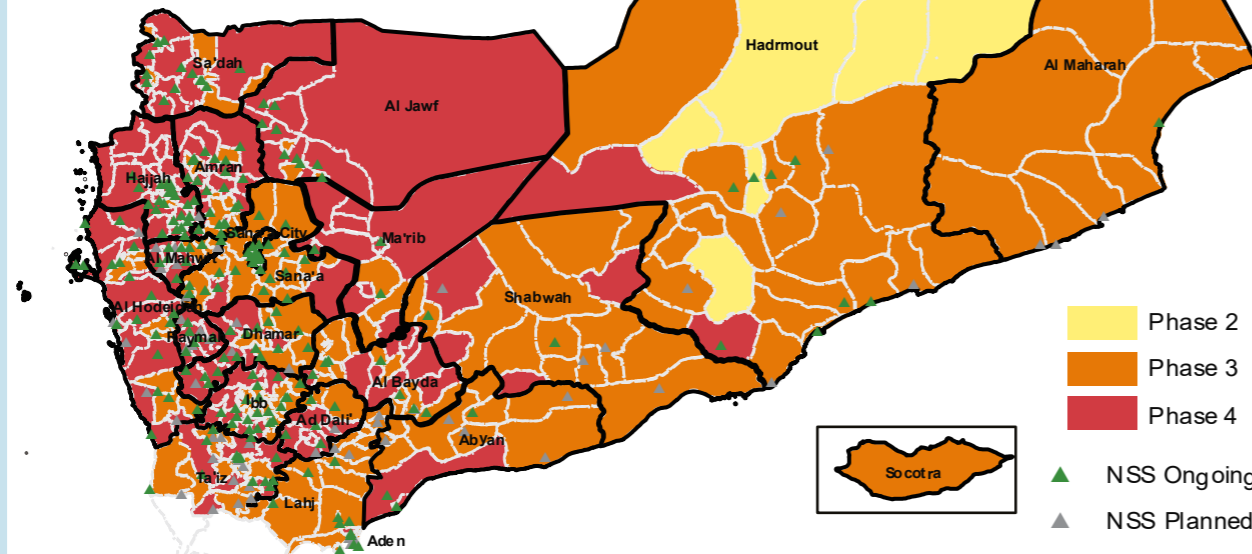 Hadrmout
Al Maharah
Sa'dah
Al Jawf
Hajjah
Amran
Sana'a City
Ma'rib
Al Mahwit
Sana'a
Shabwah
Al Hodeidah
Raymah
Dhamar
Al Bayda
Ibb
Ad Dali'
Abyan
Ta'iz
Lahj
Aden
Socotra
Phase 2
Phase 3
Phase 4
NSS Ongoing
NSS Planned